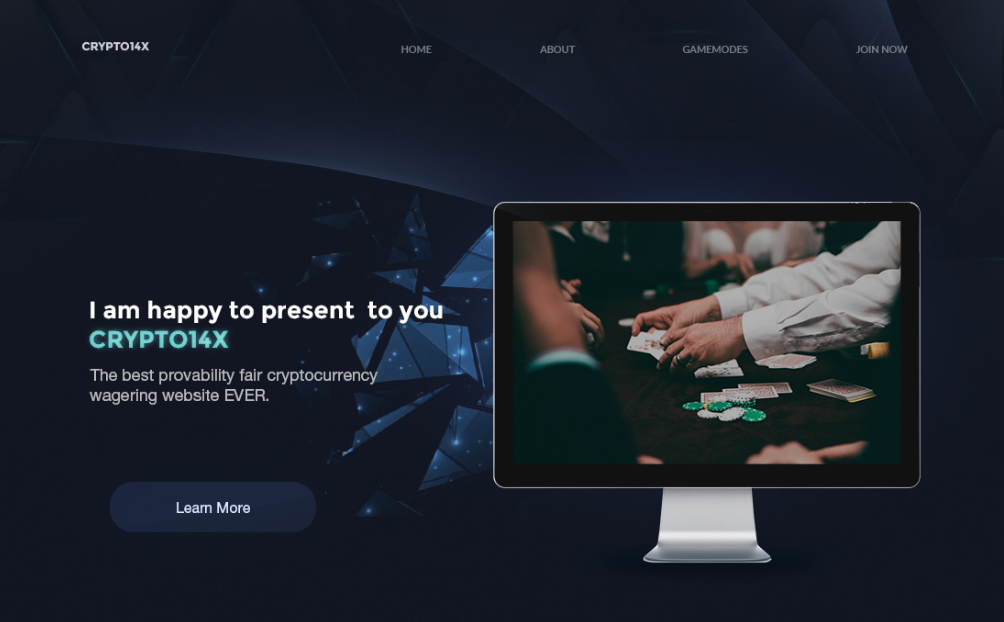 CRYPTO14X
HOME
ABOUT
GAMEMODES
JOIN NOW
I am happy to present to you
CRYPTO14X
The best provability fair cryptocurrency
wagering website EVER.
Learn More